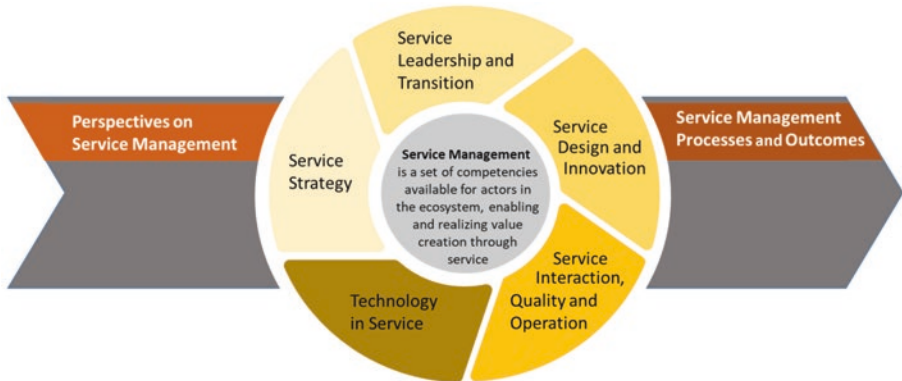 Perspectives on
Service Management
Service
Leadership and
Transition
Service
Strategy
Service Management
is a set of competencies
available for actors in
the ecosystem, enabling
and realizing value
creation through
service
Service
Design and
Innovation
Service
Interaction,
Quality and
Operation
Technology
in Service
Service Management
Processes and Outcomes